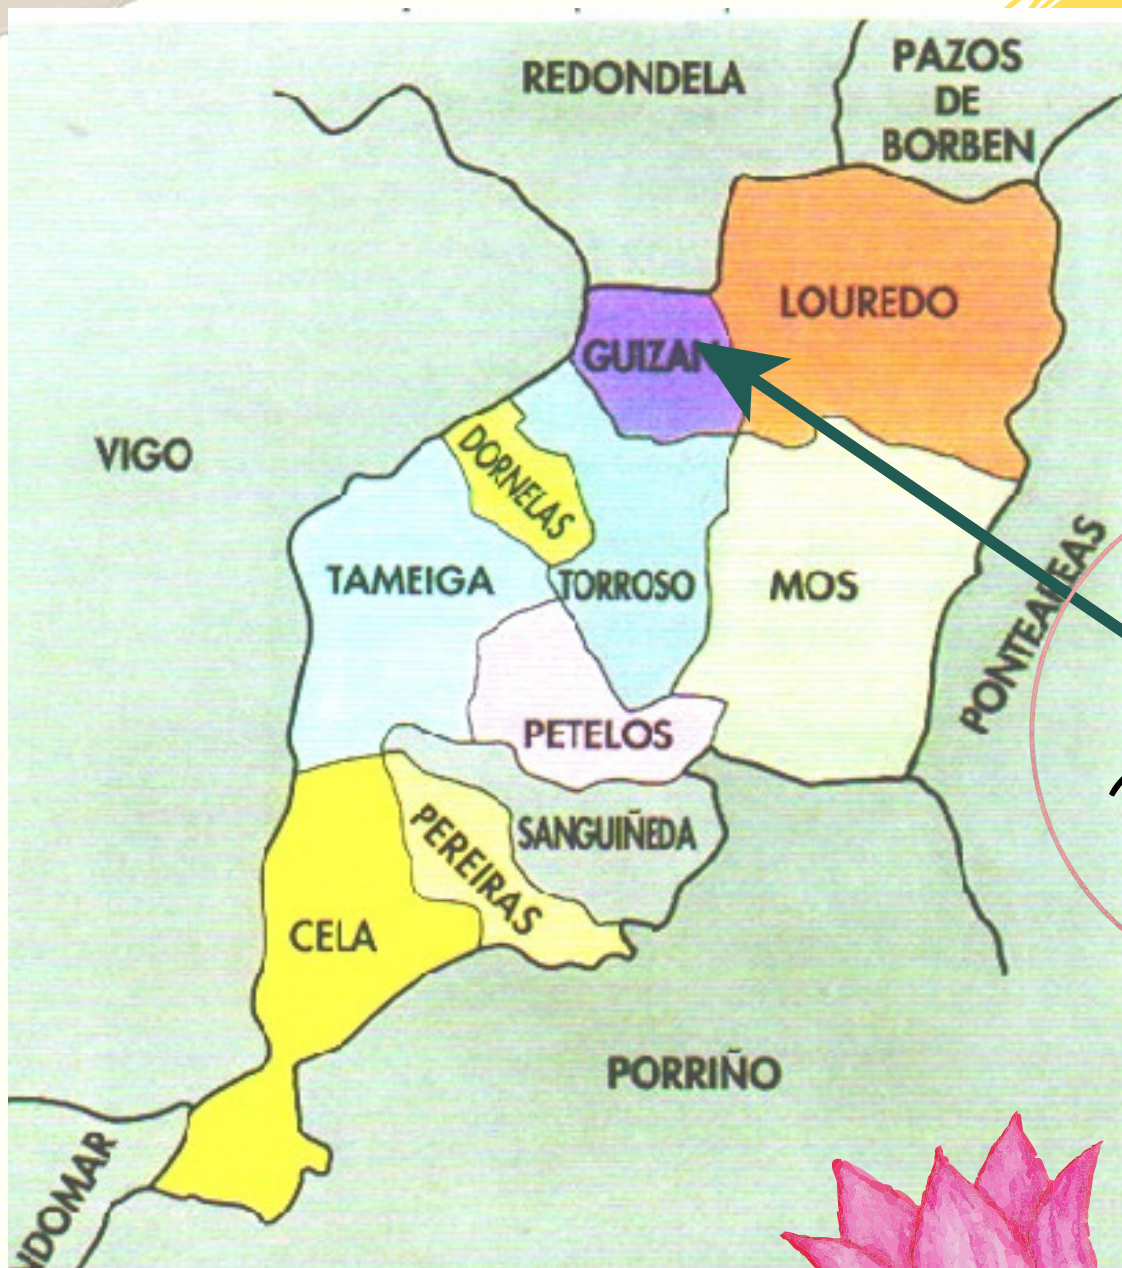 REDONDELA
PAZOS
DE
BORBEN
LOUREDO
GUIZAN
VIGO
DORNELAS
TAMEIGA
TORROSO
MOS
PETELOS
SANGUIÑEDA
PEREIRAS
CELA
PORRIÑO